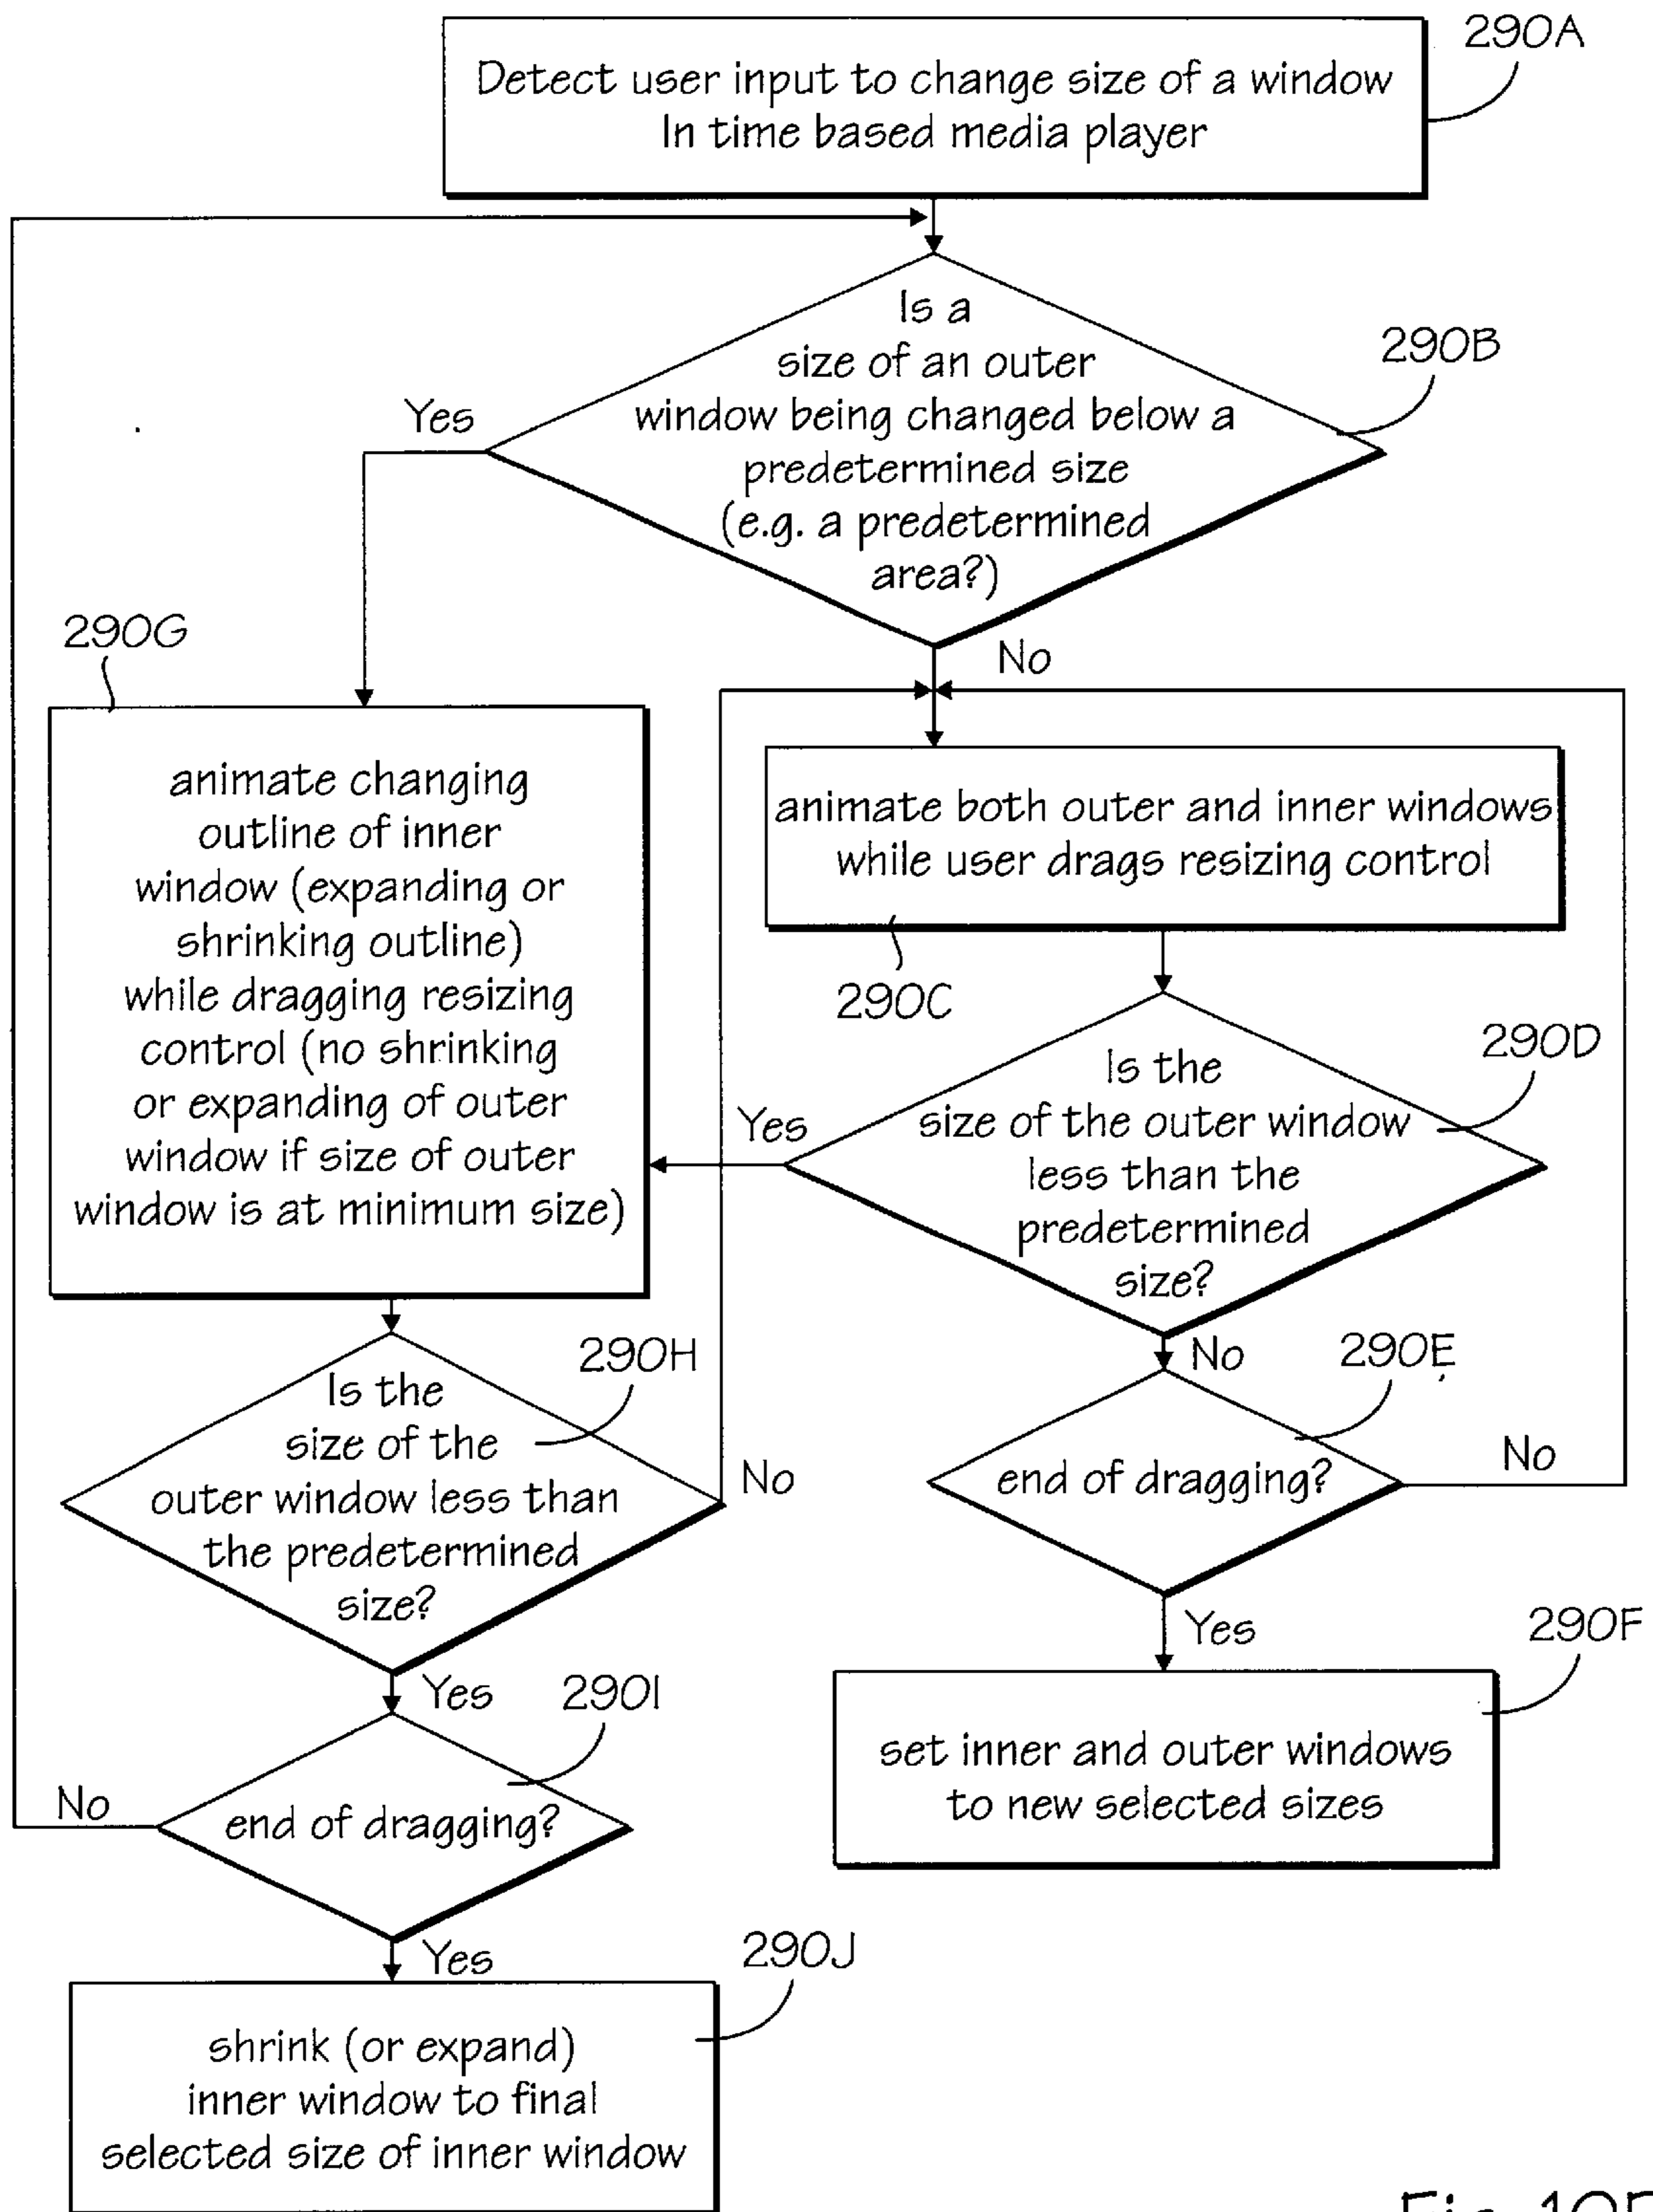 290A
Detect user input to change size of a window
In time based media player
Is a
size of an outer
window being changed below a
predetermined size
(e.g. a predetermined
area?)
290B
Yes
No
290G
animate changing
outline of inner
window (expanding or
shrinking outline)
while dragging resizing
control (no shrinking
or expanding of outer
window if size of outer
window is at minimum size)
animate both outer and inner windows
while user drags resizing control
290C
290D
Is the
size of the outer window
less than the
predetermined
size?
Yes
No
290E
end of dragging?
No
Yes
290F
set inner and outer windows
to new selected sizes
290H
Is the
size of the
outer window less than
the predetermined
size?
No
Yes
290I
end of dragging?
No
Yes
290J
shrink (or expand)
inner window to final
selected size of inner window